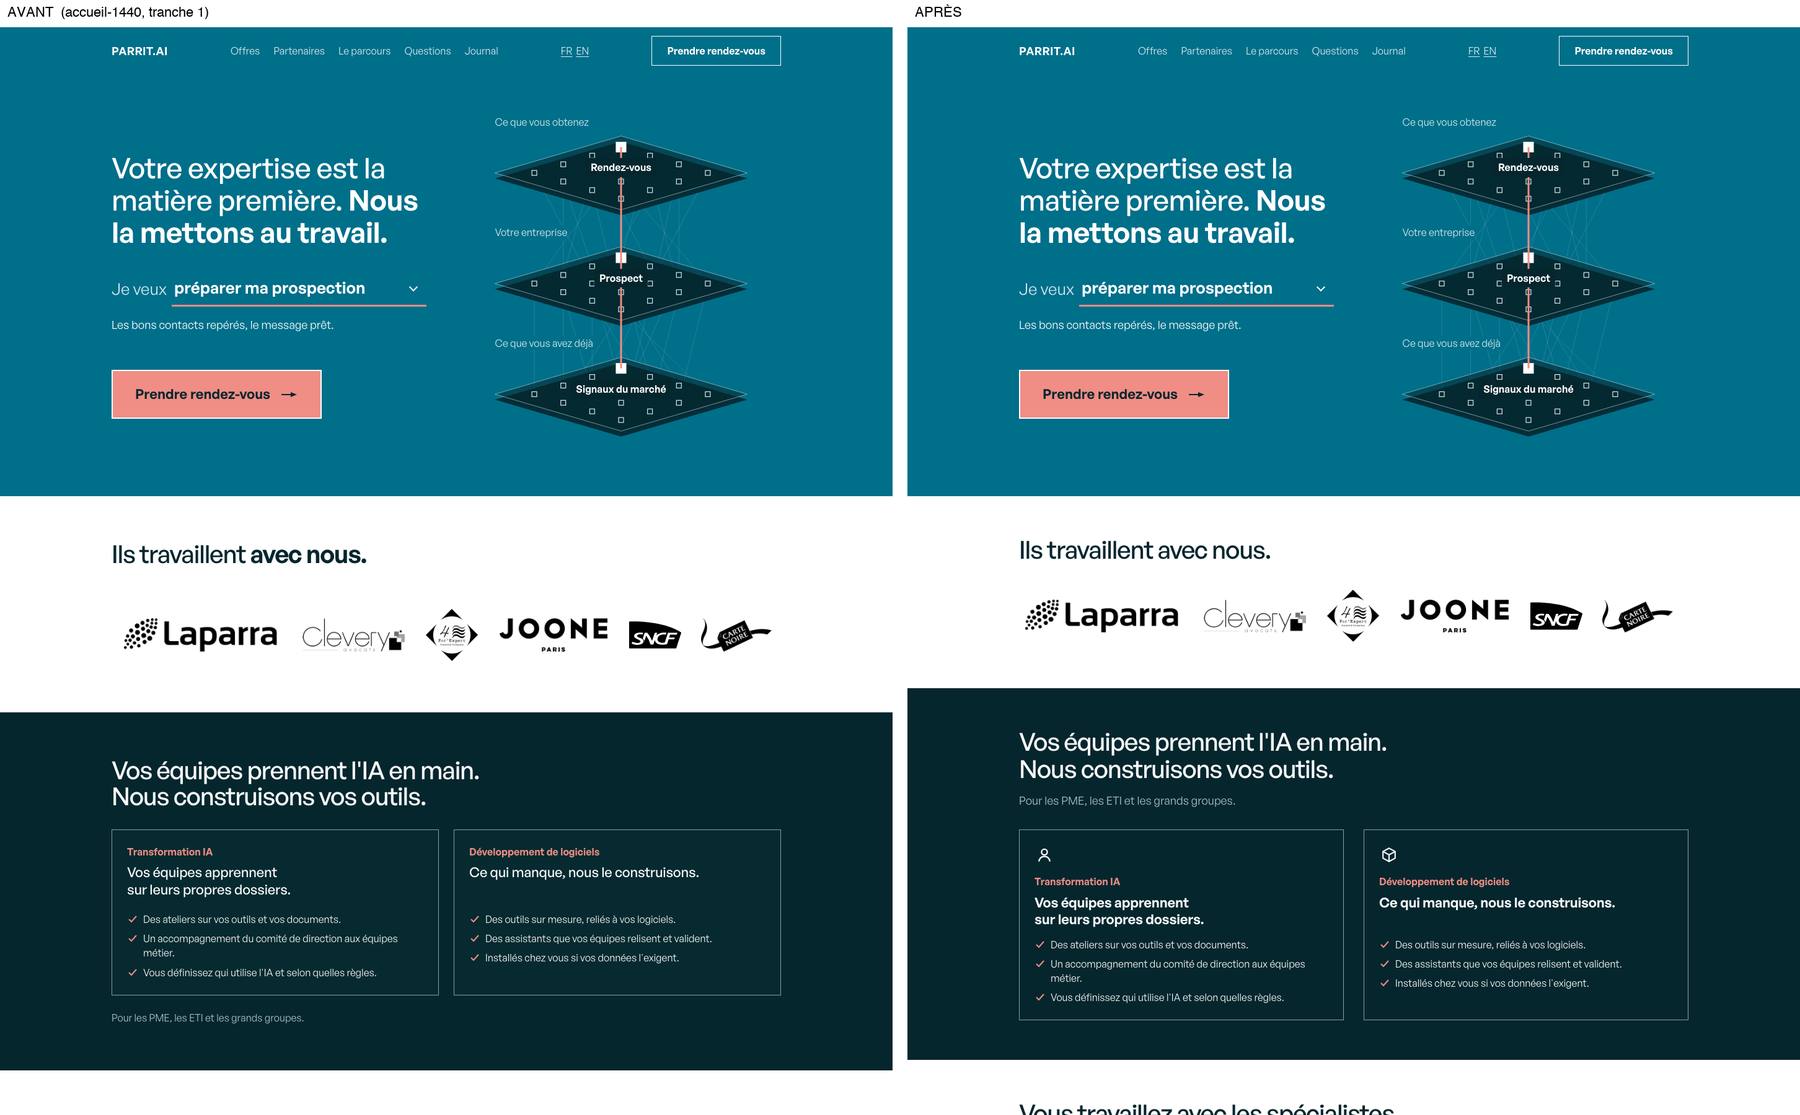 AVANT (accueil-1440, tranche 1)
PARRIT.AI
Offres Partenaires Le parcours Questions Journal
FR EN
Prendre rendez-vous
Votre expertise est la
matière première. Nous
la mettons au travail.
Je veux préparer ma prospection
Les bons contacts repérés, le message prêt.
Prendre rendez-vous →
Ce que vous obtenez
Rendez-vous
Votre entreprise
Prospect
Ce que vous avez déjà
Signaux du marché
Ils travaillent avec nous.
Laparra
Clevery
avocats
JOONE
PARIS
SNCF
CARTE NOIRE
Vos équipes prennent l'IA en main.
Nous construisons vos outils.
Transformation IA
Vos équipes apprennent
sur leurs propres dossiers.
Des ateliers sur vos outils et vos documents.
Un accompagnement du comité de direction aux équipes
métier.
Vous définissez qui utilise l'IA et selon quelles règles.
Développement de logiciels
Ce qui manque, nous le construisons.
Des outils sur mesure, reliés à vos logiciels.
Des assistants que vos équipes relisent et valident.
Installés chez vous si vos données l'exigent.
Pour les PME, les ETI et les grands groupes.
APRÈS
PARRIT.AI
Offres Partenaires Le parcours Questions Journal
FR EN
Prendre rendez-vous
Votre expertise est la
matière première. Nous
la mettons au travail.
Je veux préparer ma prospection
Les bons contacts repérés, le message prêt.
Prendre rendez-vous →
Ce que vous obtenez
Rendez-vous
Votre entreprise
Prospect
Ce que vous avez déjà
Signaux du marché
Ils travaillent avec nous.
Laparra
Clevery
avocats
JOONE
PARIS
SNCF
CARTE NOIRE
Vos équipes prennent l'IA en main.
Nous construisons vos outils.
Pour les PME, les ETI et les grands groupes.
Transformation IA
Vos équipes apprennent
sur leurs propres dossiers.
Des ateliers sur vos outils et vos documents.
Un accompagnement du comité de direction aux équipes
métier.
Vous définissez qui utilise l'IA et selon quelles règles.
Développement de logiciels
Ce qui manque, nous le construisons.
Des outils sur mesure, reliés à vos logiciels.
Des assistants que vos équipes relisent et valident.
Installés chez vous si vos données l'exigent.
Vous travaillez avec les spécialistes